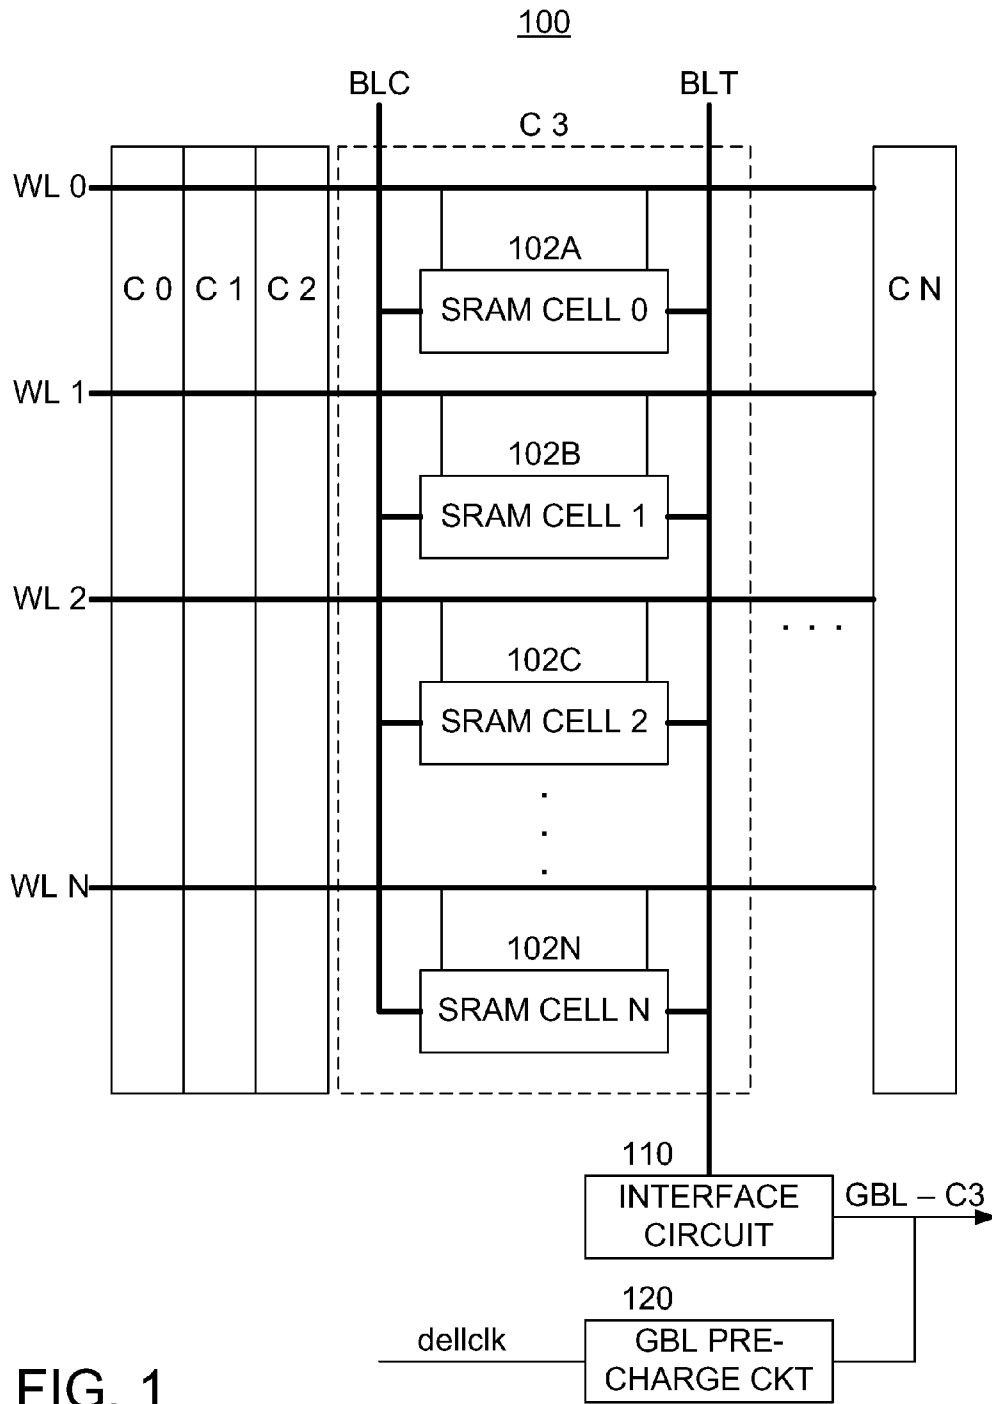 100
BLC BLT
C 3
WL 0
102A
C 0 C 1 C 2 SRAM CELL 0 C N
WL 1
102B
SRAM CELL 1
WL 2
. . .
102C
SRAM CELL 2
.
.
.
WL N
102N
SRAM CELL N
110
INTERFACE
CIRCUIT
GBL – C3
120
dellclk
GBL PRE-
CHARGE CKT
FIG. 1